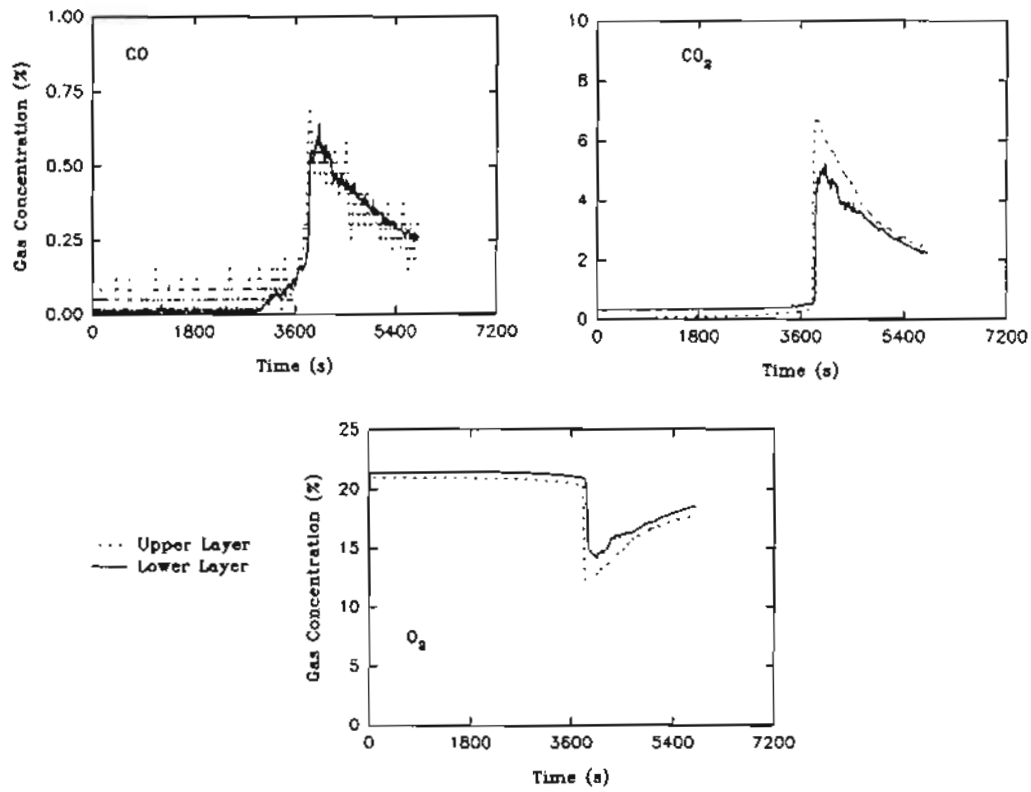 CO
Gas Concentration (%)
1.00
0.75
0.50
0.25
0.00
0 1800 3600 5400 7200
Time (s)
CO2
10
8
6
4
2
0
0 1800 3600 5400 7200
Time (s)
O2
Gas Concentration (%)
25
20
15
10
5
0
0 1800 3600 5400 7200
Time (s)
Upper Layer
Lower Layer